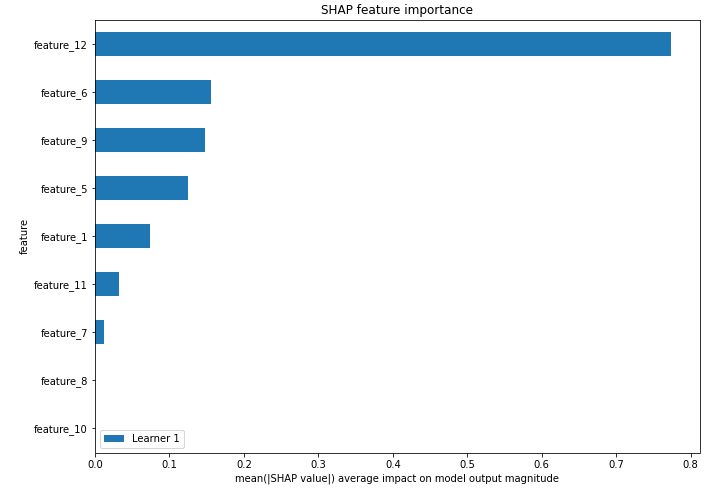 SHAP feature importance
feature_12
feature_6
feature_9
feature_5
feature_1
feature_11
feature_7
feature_8
feature_10
feature
Learner 1
0.0 0.1 0.2 0.3 0.4 0.5 0.6 0.7 0.8
mean(|SHAP value|) average impact on model output magnitude